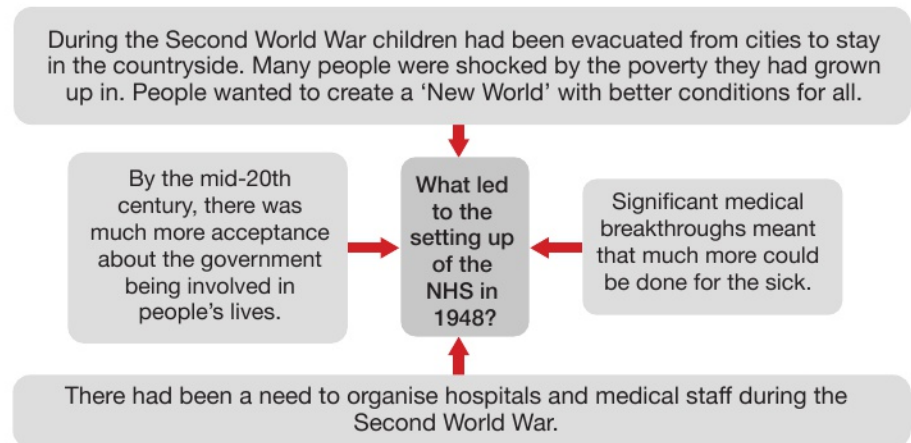 During the Second World War children had been evacuated from cities to stay
in the countryside. Many people were shocked by the poverty they had grown
up in. People wanted to create a ‘New World’ with better conditions for all.
By the mid-20th
century, there was
much more acceptance
about the government
being involved in
people’s lives.
What led
to the
setting up
of the
NHS in
1948?
Significant medical
breakthroughs meant
that much more could
be done for the sick.
There had been a need to organise hospitals and medical staff during the
Second World War.